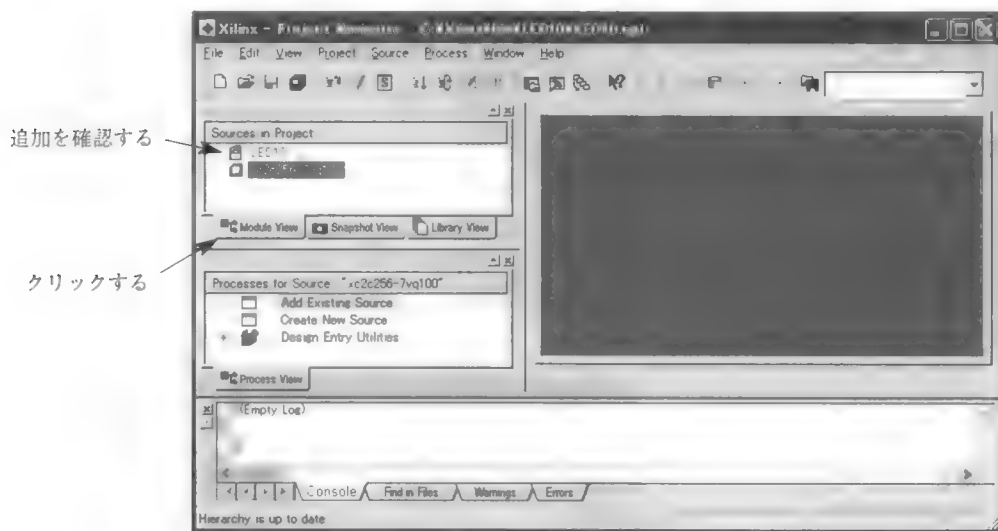 Xilinx - Project Navigator -
File Edit View Project Source Process Window Help
追加を確認する
Sources in Project
Module View Snapshot View Library View
クリックする
Processes for Source "xc2c256-7vq100"
Add Existing Source
Create New Source
Design Entry Utilities
Process View
(Empty Log)
Console Find in Files Warnings Errors
Hierarchy is up to date